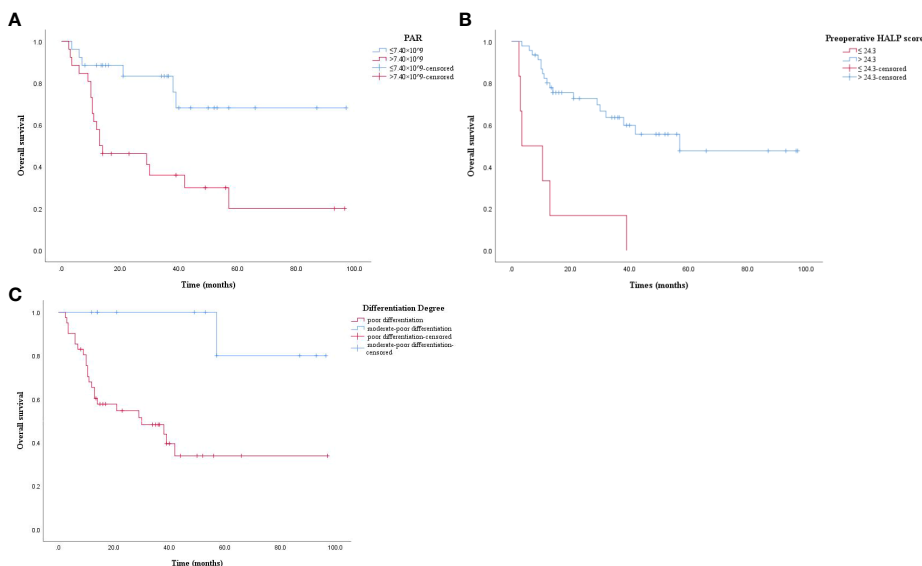 A
PAR
≤7.40×10^9
>7.40×10^9
≤7.40×10^9-censored
>7.40×10^9-censored
1.0
0.8
0.6
0.4
0.2
0.0
Overall survival
.0 20.0 40.0 60.0 80.0 100.0
Time (months)
B
Preoperative HALP score
≤ 24.3
> 24.3
≤ 24.3-censored
> 24.3-censored
1.0
0.8
0.6
0.4
0.2
0.0
Overall survival
.0 20.0 40.0 60.0 80.0 100.0
Times (months)
C
Differentiation Degree
poor differentiation
moderate-poor differentiation
poor differentiation-censored
moderate-poor differentiation-
censored
1.0
0.8
0.6
0.4
0.2
0.0
Overall survival
.0 20.0 40.0 60.0 80.0 100.0
Time (months)